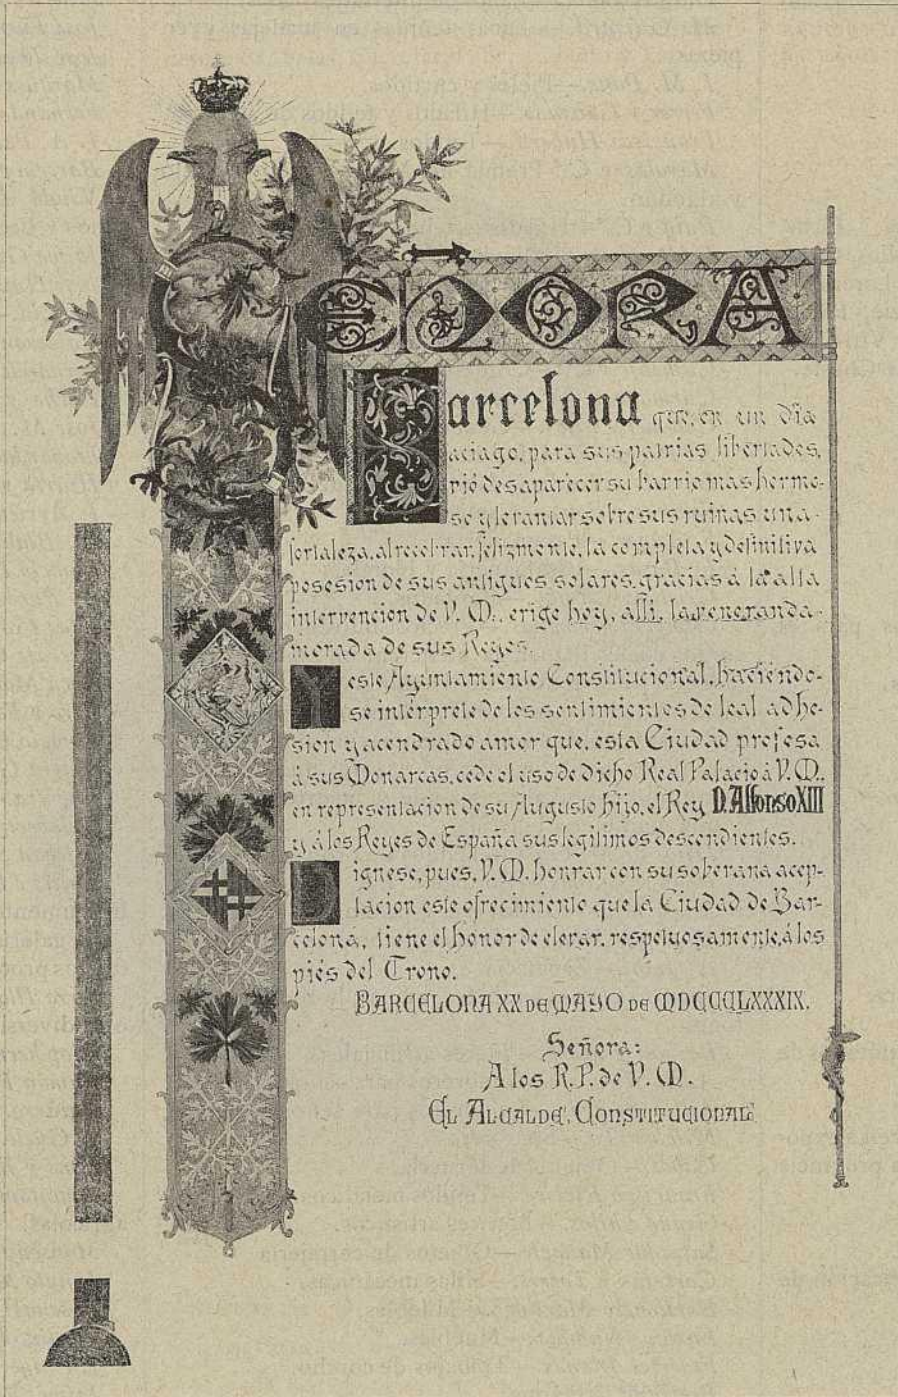 SEÑORA
Barcelona que, en un dia
aciago, para sus patrias libertades,
vió desaparecer su barrio mas hermo-
so y levantar sobre sus ruinas una
fortaleza, al recobrar, felizmente, la completa y definitiva
posesion de sus antiguos solares, gracias á la alta
intervencion de V. M., erige hoy, alli, la veneranda
morada de sus Reyes.
Y este Ayuntamiento Constitucional, haciéndo-
se intérprete de los sentimientos de leal adhe-
sion y acendrado amor que, esta Ciudad profesa
á sus Monarcas, cede el uso de dicho Real Palacio á V. M.
en representacion de su Augusto hijo, el Rey D. Alfonso XIII
y á los Reyes de España sus legitimos descendientes.
Dignese, pues, V. M. honrar con su soberana acep-
tacion este ofrecimiento que la Ciudad de Bar-
celona, tiene el honor de elevar, respetuosamente, á los
piés del Trono.
BARCELONA XX DE MAYO DE MDCCCLXXXIX.
Señora:
A los R. P. de V. M.
EL ALCALDE, CONSTITUCIONAL